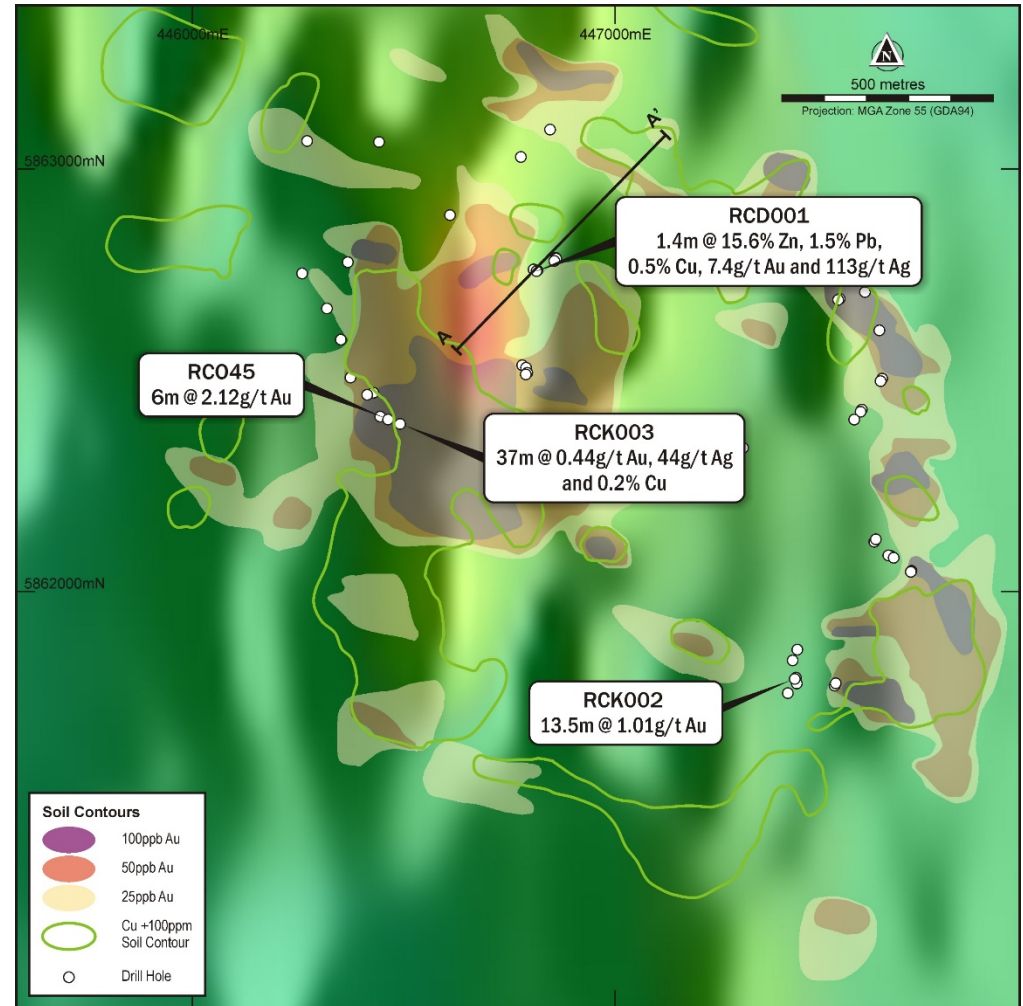 446000mE
447000mE
N
500 metres
Projection: MGA Zone 55 (GDA94)
5863000mN
A'
RCD001
1.4m @ 15.6% Zn, 1.5% Pb,
0.5% Cu, 7.4g/t Au and 113g/t Ag
A
RCO45
6m @ 2.12g/t Au
RCK003
37m @ 0.44g/t Au, 44g/t Ag
and 0.2% Cu
5862000mN
RCK002
13.5m @ 1.01g/t Au
Soil Contours
100ppb Au
50ppb Au
25ppb Au
Cu +100ppm
Soil Contour
Drill Hole